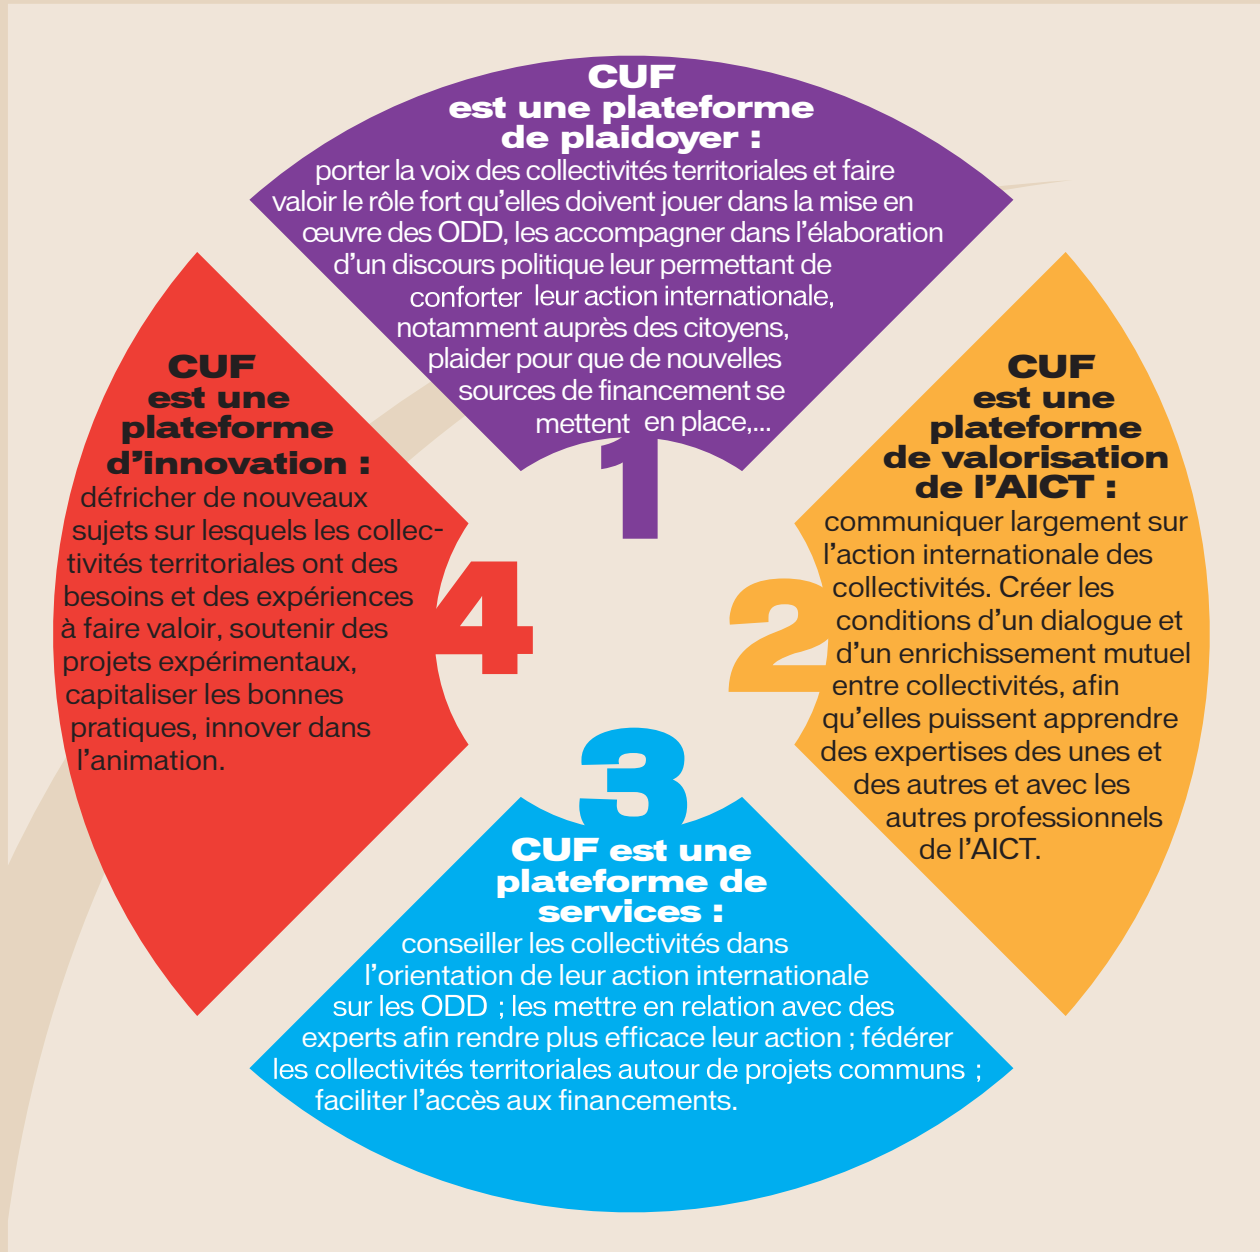 CUF
est une plateforme
de plaidoyer :
porter la voix des collectivités territoriales et faire
valoir le rôle fort qu’elles doivent jouer dans la mise en
œuvre des ODD, les accompagner dans l’élaboration
d’un discours politique leur permettant de
conforter leur action internationale,
notamment auprès des citoyens,
plaider pour que de nouvelles
sources de financement se
mettent en place,...
1
CUF
est une
plateforme
de valorisation
de l’AICT :
communiquer largement sur
l’action internationale des
collectivités. Créer les
conditions d’un dialogue et
d’un enrichissement mutuel
entre collectivités, afin
qu’elles puissent apprendre
des expertises des unes et
des autres et avec les
autres professionnels
de l’AICT.
2
3
CUF est une
plateforme de
services :
conseiller les collectivités dans
l’orientation de leur action internationale
sur les ODD ; les mettre en relation avec des
experts afin rendre plus efficace leur action ; fédérer
les collectivités territoriales autour de projets communs ;
faciliter l’accès aux financements.
CUF
est une
plateforme
d’innovation :
défricher de nouveaux
sujets sur lesquels les collec-
tivités territoriales ont des
besoins et des expériences
à faire valoir, soutenir des
projets expérimentaux,
capitaliser les bonnes
pratiques, innover dans
l’animation.
4